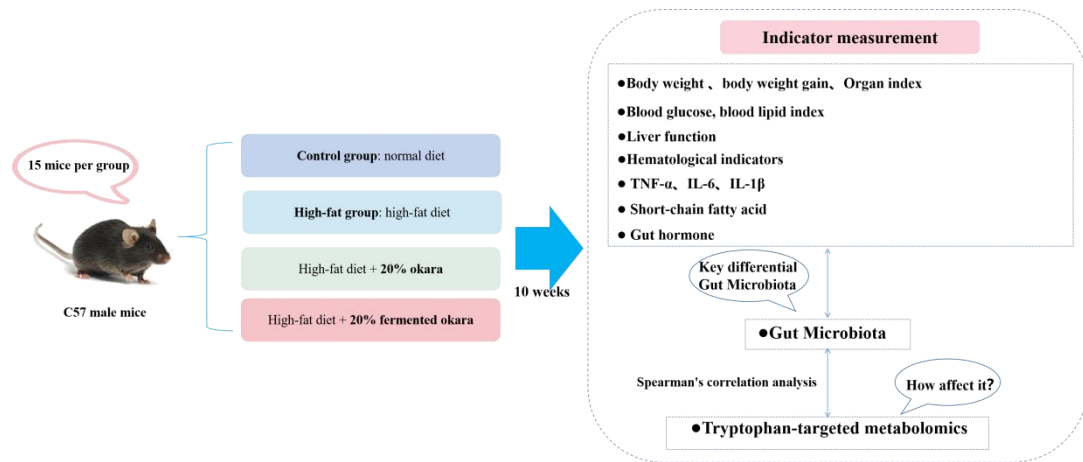 15 mice per group
C57 male mice
Control group: normal diet
High-fat group: high-fat diet
High-fat diet + 20% okara
High-fat diet + 20% fermented okara
10 weeks
Indicator measurement
●Body weight 、body weight gain、Organ index
●Blood glucose, blood lipid index
●Liver function
●Hematological indicators
● TNF-α、IL-6、IL-1β
● Short-chain fatty acid
● Gut hormone
Key differential
Gut Microbiota
●Gut Microbiota
Spearman's correlation analysis
How affect it?
●Tryptophan-targeted metabolomics